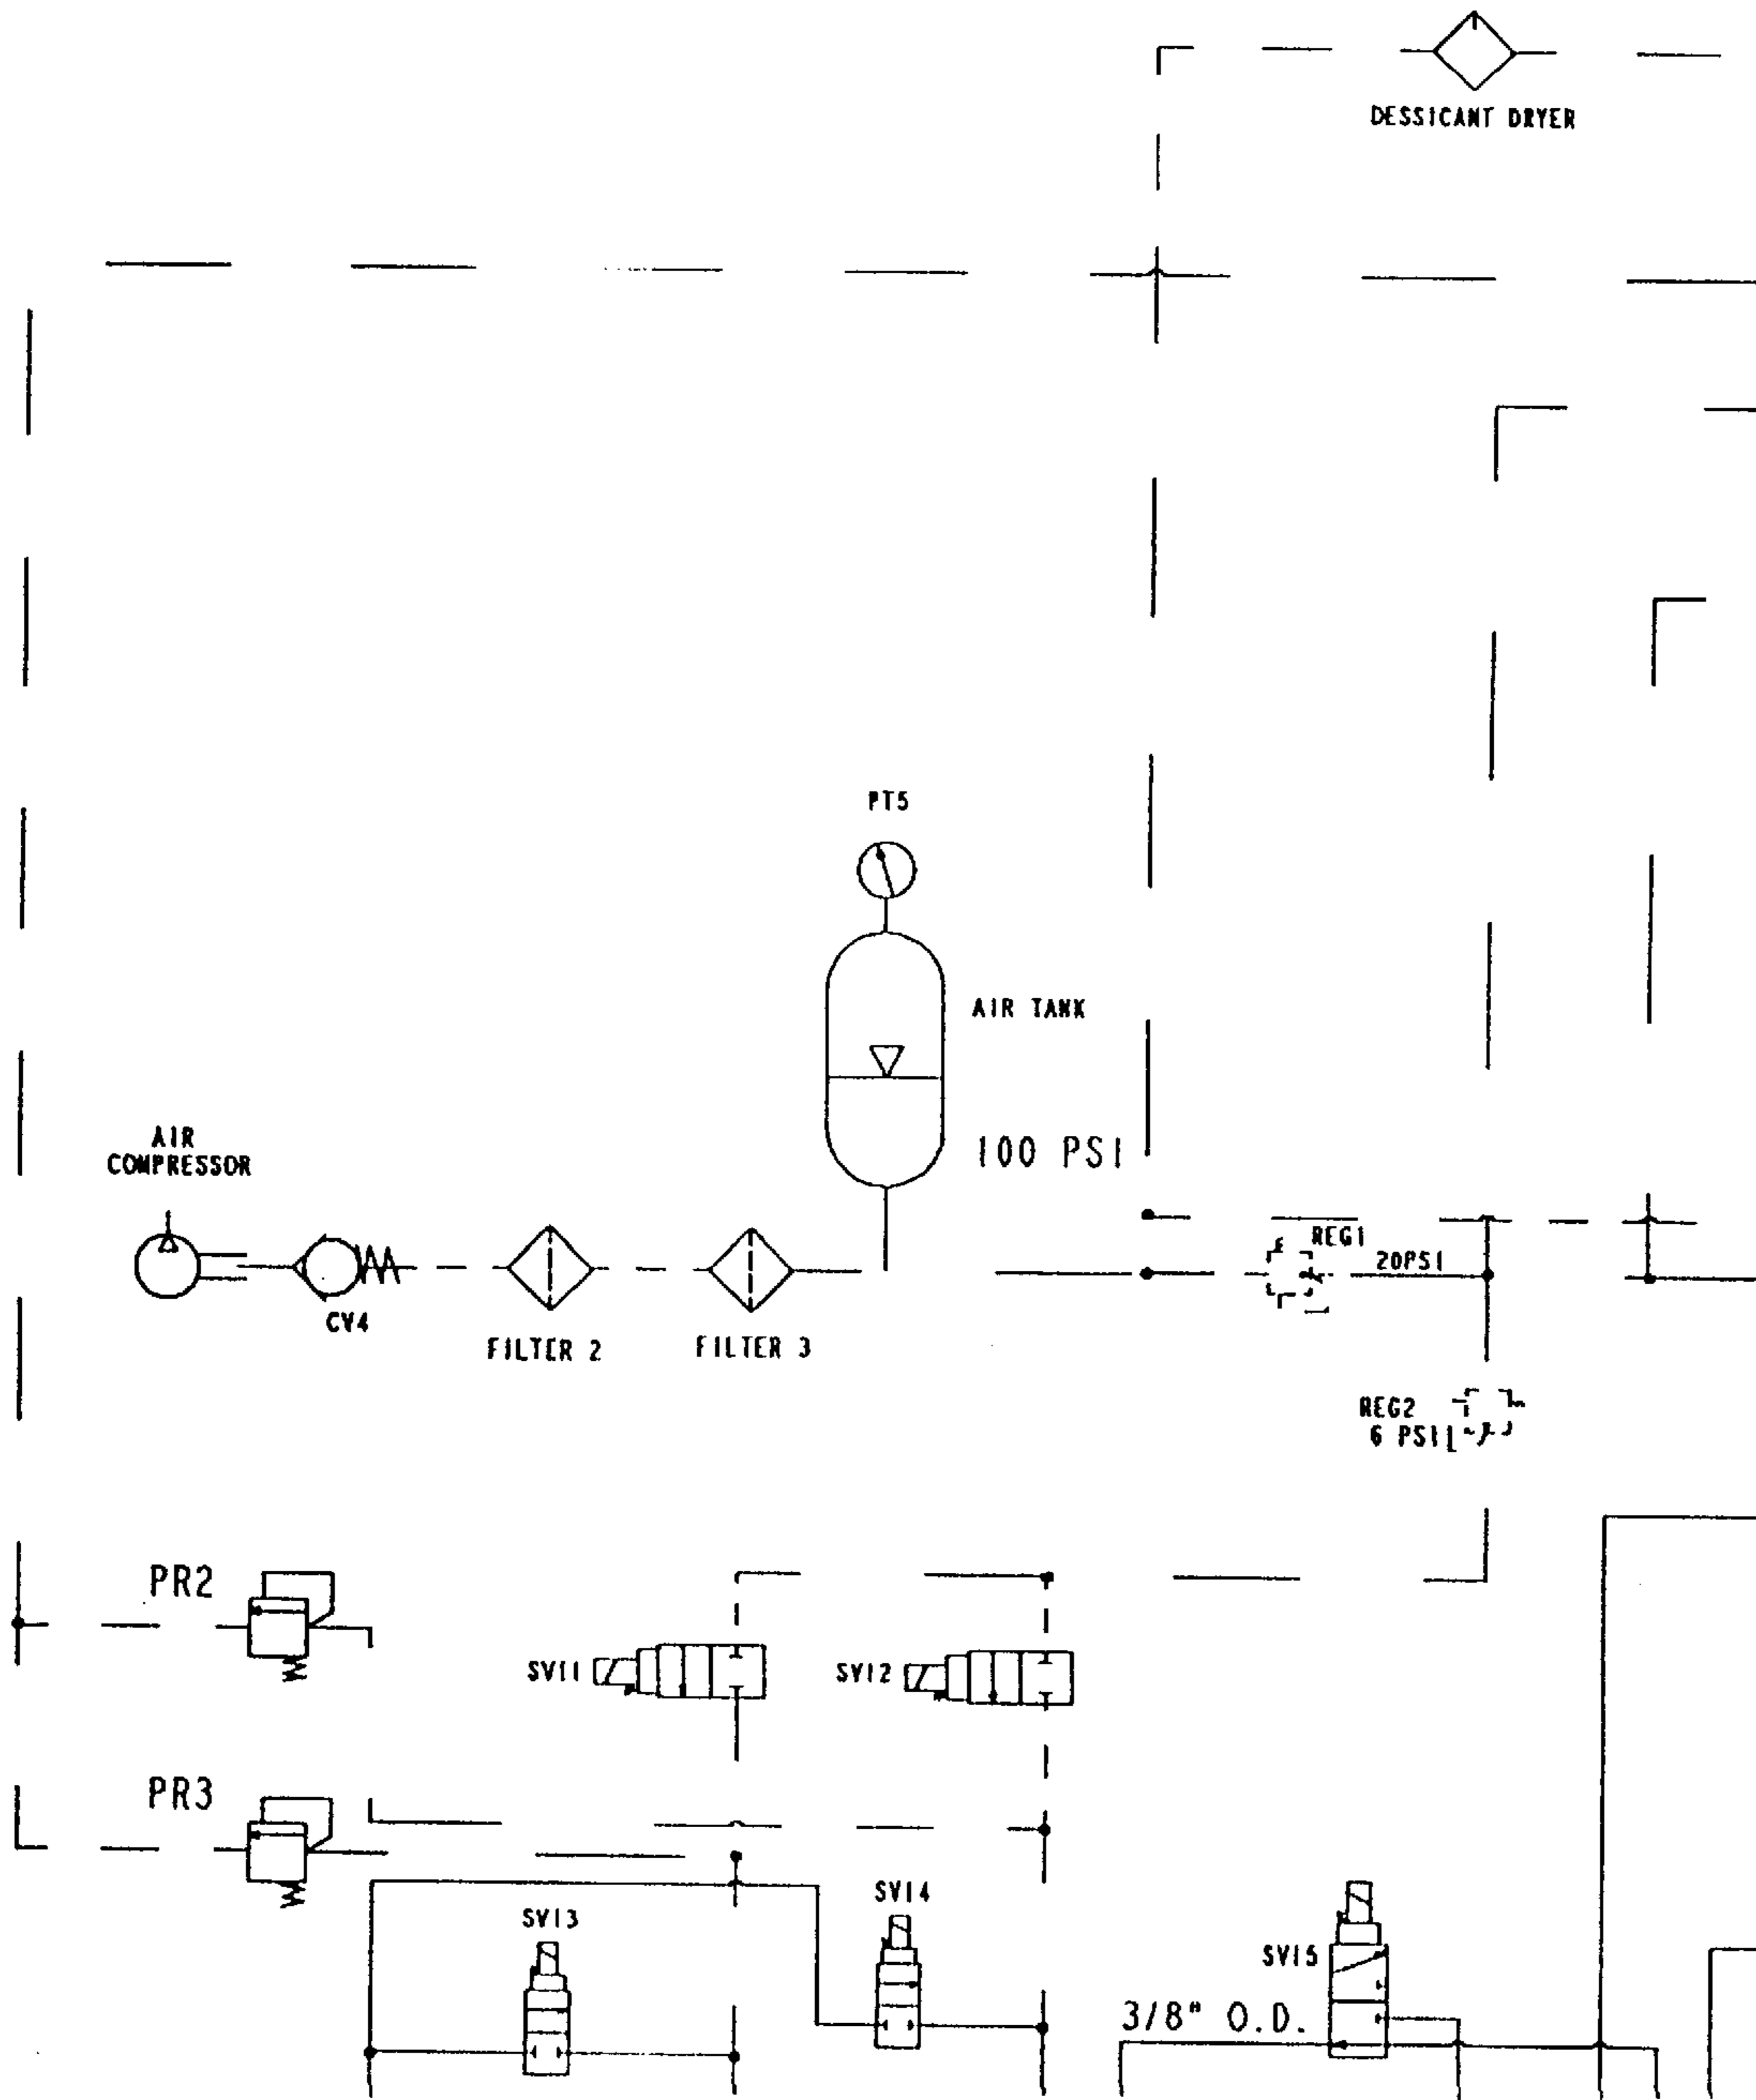 DESSICANT DRYER
PT5
AIR TANK
100 PSI
AIR
COMPRESSOR
REG1
20PSI
CV4
FILTER 2
FILTER 3
REG2
6 PSI
PR2
SV11
SV12
PR3
SV14
SV13
SV15
3/8" O.D.